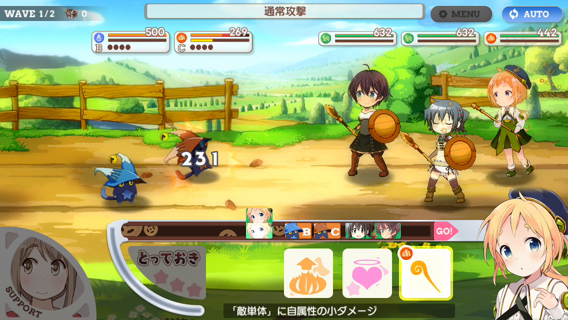 通常攻撃
WAVE 1/2 0
MENU
AUTO
500
B
269
C
632
632
442
231
B C GO!
とっておき
SUPPORT
「敵単体」に自属性の小ダメージ